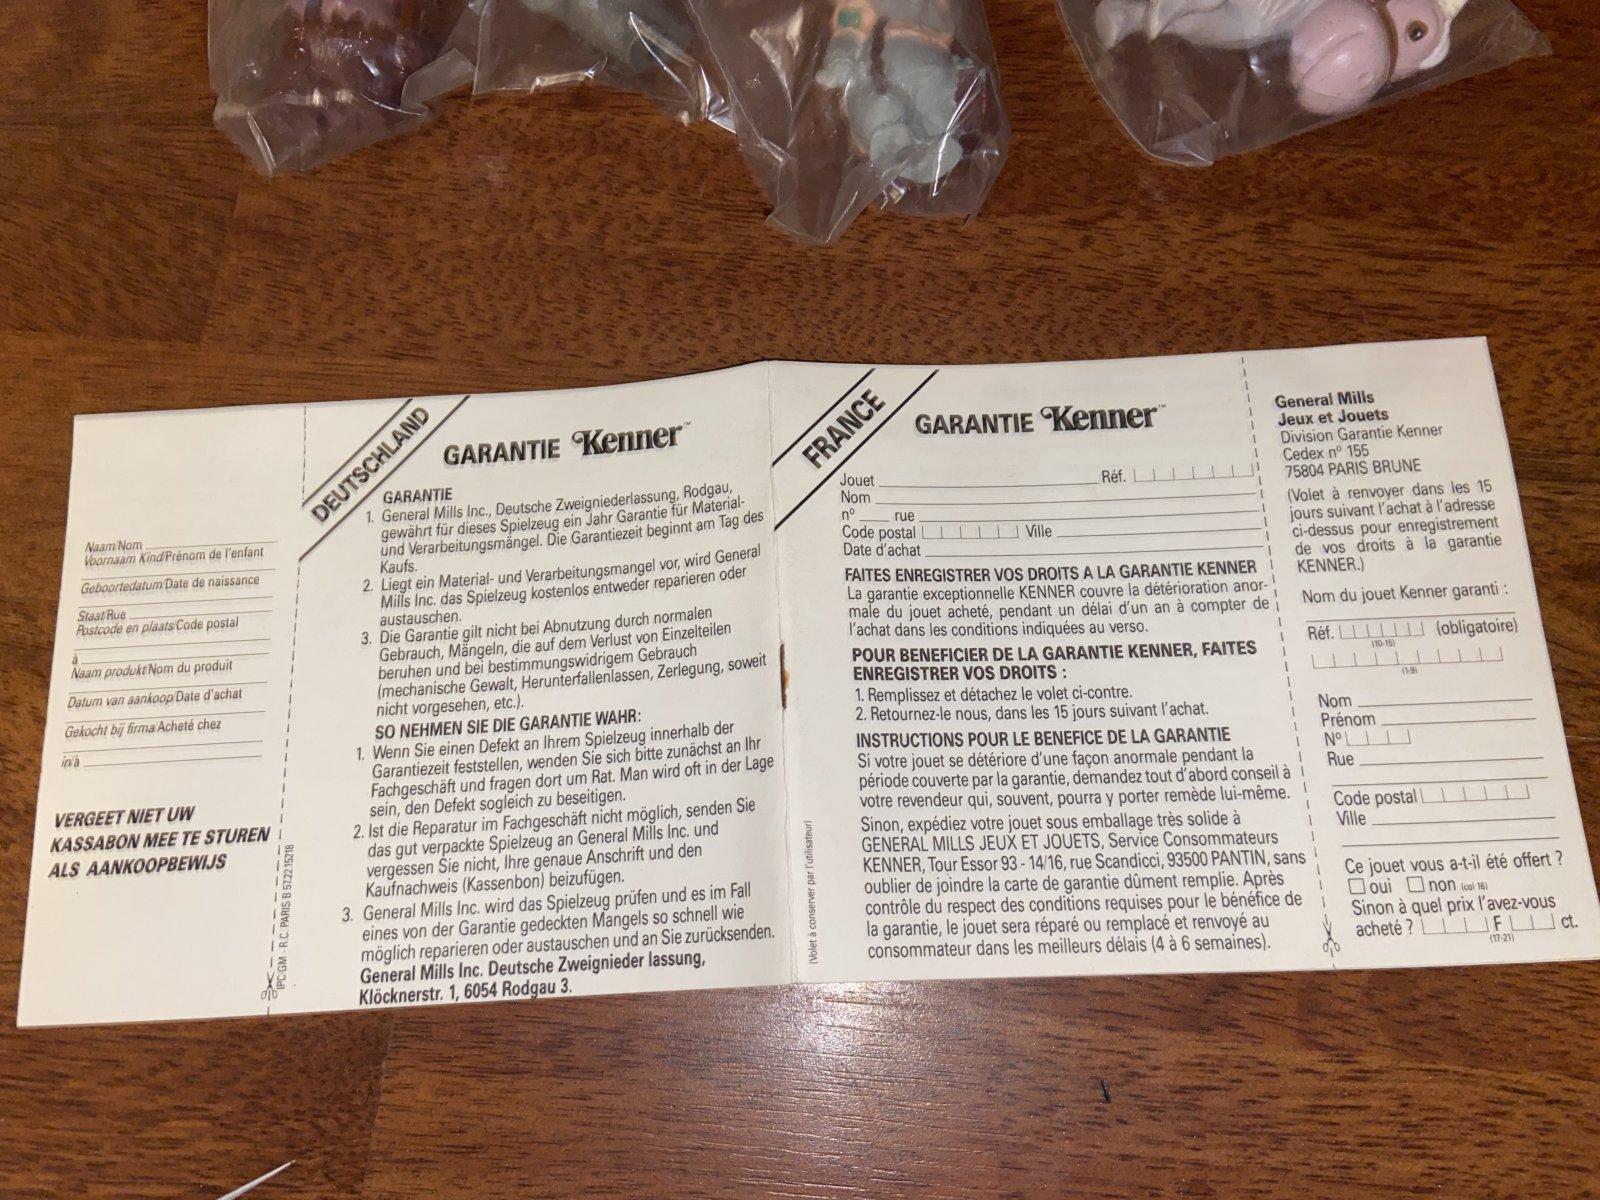 Naam/Nom
Voornaam Kind/Prénom de l'enfant
Geboortedatum/Date de naissance
Staat/Rue
Postcode en plaats/Code postal
à
Naam produkt/Nom du produit
Datum van aankoop/Date d'achat
Gekocht bij firma/Acheté chez
in/à
VERGEET NIET UW
KASSABON MEE TE STUREN
ALS AANKOOPBEWIJS
IPC/GM - R.C. PARIS B 572215218
DEUTSCHLAND
GARANTIE Kenner™
GARANTIE
1. General Mills Inc., Deutsche Zweigniederlassung, Rodgau,
gewährt für dieses Spielzeug ein Jahr Garantie für Material-
und Verarbeitungsmängel. Die Garantiezeit beginnt am Tag des
Kaufs.
2. Liegt ein Material- und Verarbeitungsmangel vor, wird General
Mills Inc. das Spielzeug kostenlos entweder reparieren oder
austauschen.
3. Die Garantie gilt nicht bei Abnutzung durch normalen
Gebrauch, Mängeln, die auf dem Verlust von Einzelteilen
beruhen und bei bestimmungswidrigem Gebrauch
(mechanische Gewalt, Herunterfallenlassen, Zerlegung, soweit
nicht vorgesehen, etc.).
SO NEHMEN SIE DIE GARANTIE WAHR:
1. Wenn Sie einen Defekt an Ihrem Spielzeug innerhalb der
Garantiezeit feststellen, wenden Sie sich bitte zunächst an Ihr
Fachgeschäft und fragen dort um Rat. Man wird oft in der Lage
sein, den Defekt sogleich zu beseitigen.
2. Ist die Reparatur im Fachgeschäft nicht möglich, senden Sie
das gut verpackte Spielzeug an General Mills Inc. und
vergessen Sie nicht, Ihre genaue Anschrift und den
Kaufnachweis (Kassenbon) beizufügen.
3. General Mills Inc. wird das Spielzeug prüfen und es im Fall
eines von der Garantie gedeckten Mangels so schnell wie
möglich reparieren oder austauschen und an Sie zurücksenden.
General Mills Inc. Deutsche Zweignieder lassung,
Klöcknerstr. 1, 6054 Rodgau 3.
FRANCE
GARANTIE Kenner™
Jouet Réf.
Nom
n° rue
Code postal Ville
Date d'achat
FAITES ENREGISTRER VOS DROITS A LA GARANTIE KENNER
La garantie exceptionnelle KENNER couvre la détérioration anor-
male du jouet acheté, pendant un délai d'un an à compter de
l'achat dans les conditions indiquées au verso.
POUR BENEFICIER DE LA GARANTIE KENNER, FAITES
ENREGISTRER VOS DROITS :
1. Remplissez et détachez le volet ci-contre.
2. Retournez-le nous, dans les 15 jours suivant l'achat.
INSTRUCTIONS POUR LE BENEFICE DE LA GARANTIE
Si votre jouet se détériore d'une façon anormale pendant la
période couverte par la garantie, demandez tout d'abord conseil à
votre revendeur qui, souvent, pourra y porter remède lui-même.
Sinon, expédiez votre jouet sous emballage très solide à
GENERAL MILLS JEUX ET JOUETS, Service Consommateurs
KENNER, Tour Essor 93 - 14/16, rue Scandicci, 93500 PANTIN, sans
oublier de joindre la carte de garantie dûment remplie. Après
contrôle du respect des conditions requises pour le bénéfice de
la garantie, le jouet sera réparé ou remplacé et renvoyé au
consommateur dans les meilleurs délais (4 à 6 semaines).
(Volet à conserver par l'utilisateur)
General Mills
Jeux et Jouets
Division Garantie Kenner
Cedex n° 155
75804 PARIS BRUNE
(Volet à renvoyer dans les 15
jours suivant l'achat à l'adresse
ci-dessus pour enregistrement
de vos droits à la garantie
KENNER.)
Nom du jouet Kenner garanti :
Réf. (obligatoire)
(10-15)
(1-9)
Nom
Prénom
N°
Rue
Code postal
Ville
Ce jouet vous a-t-il été offert ?
oui non (col 16)
Sinon à quel prix l'avez-vous
acheté ? F ct.
(17-21)